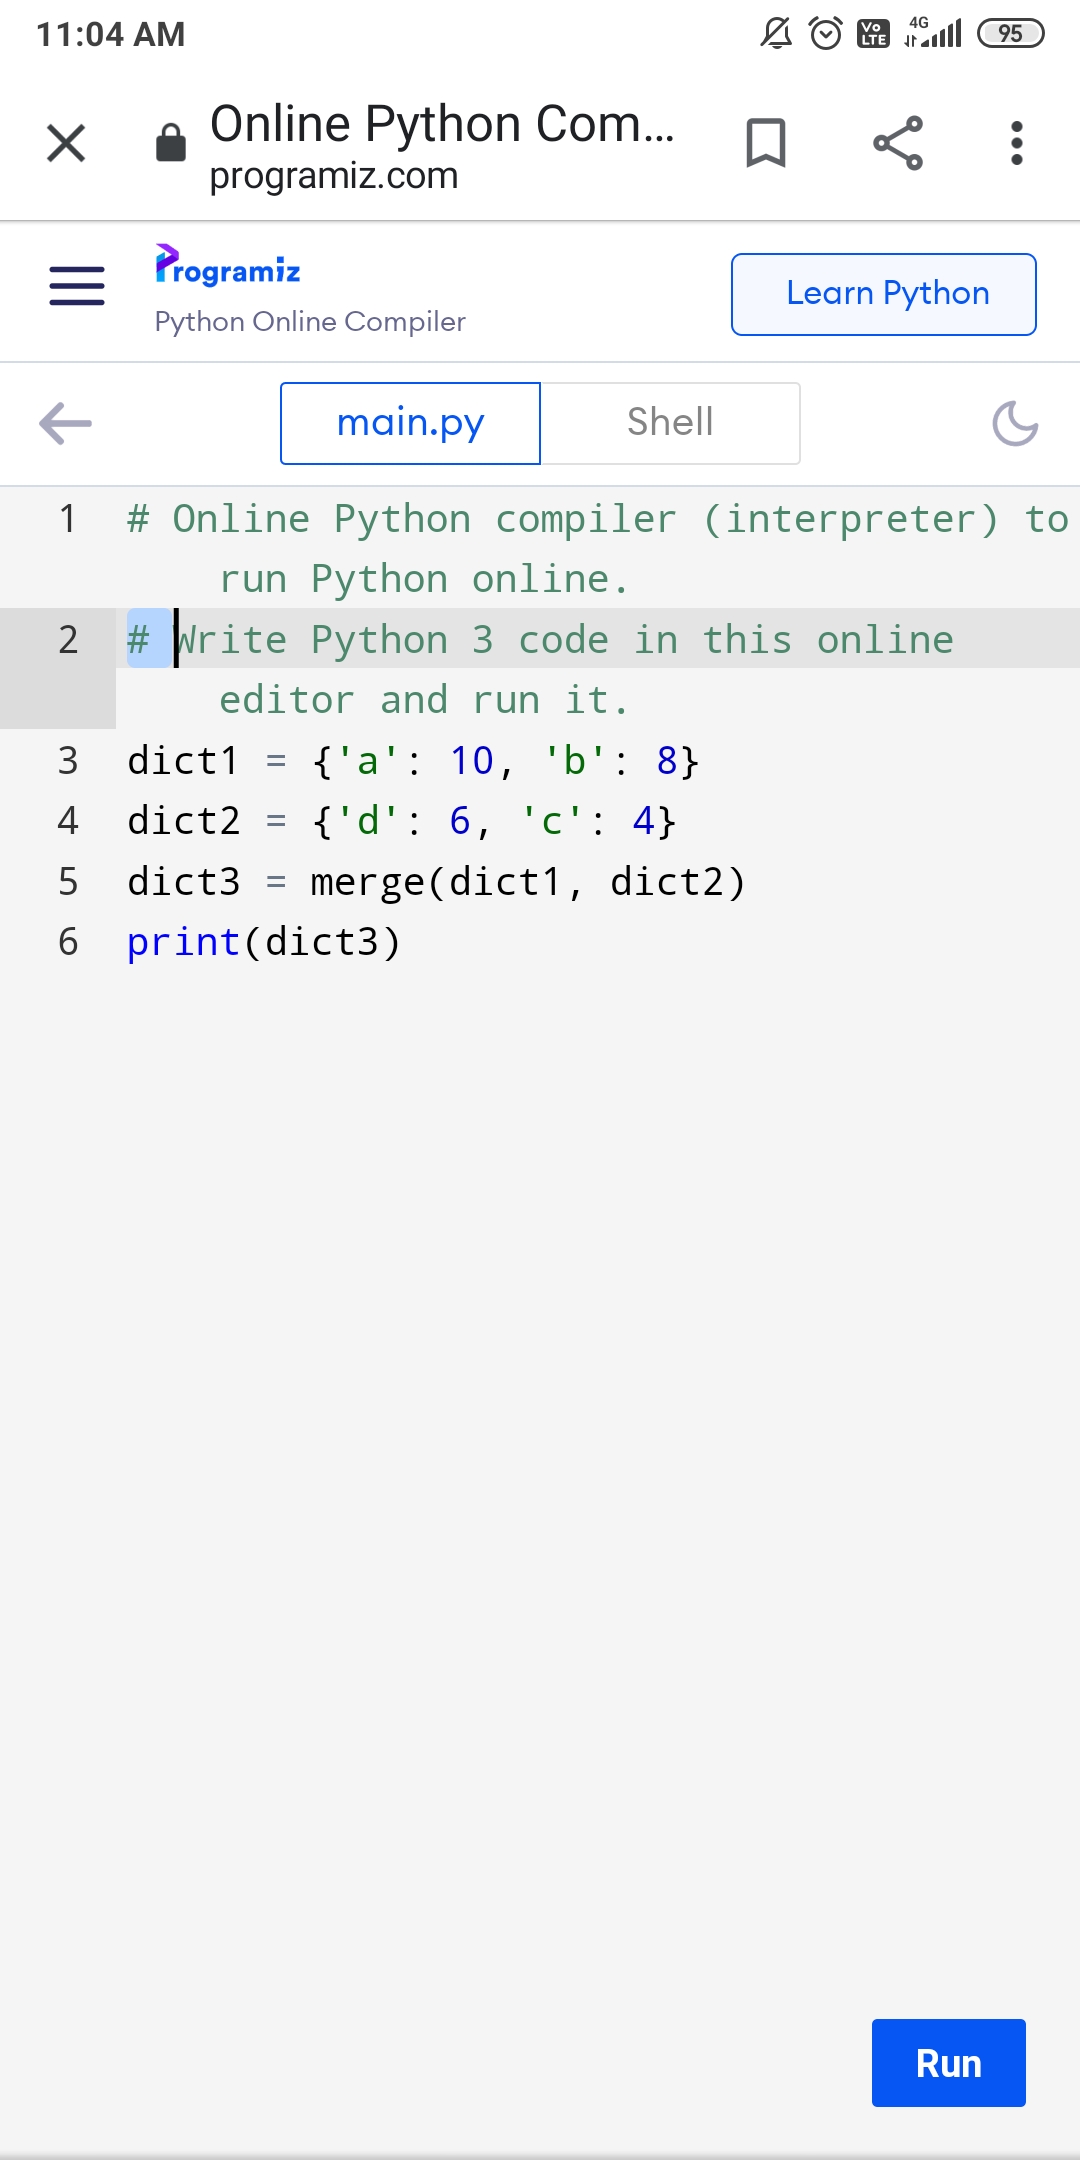 11:04 AM
Vo LTE 4G 95
Online Python Com...
programiz.com
Programiz
Python Online Compiler
Learn Python
main.py Shell
1 # Online Python compiler (interpreter) to
run Python online.
2 # Write Python 3 code in this online
editor and run it.
3 dict1 = {'a': 10, 'b': 8}
4 dict2 = {'d': 6, 'c': 4}
5 dict3 = merge(dict1, dict2)
6 print(dict3)
Run